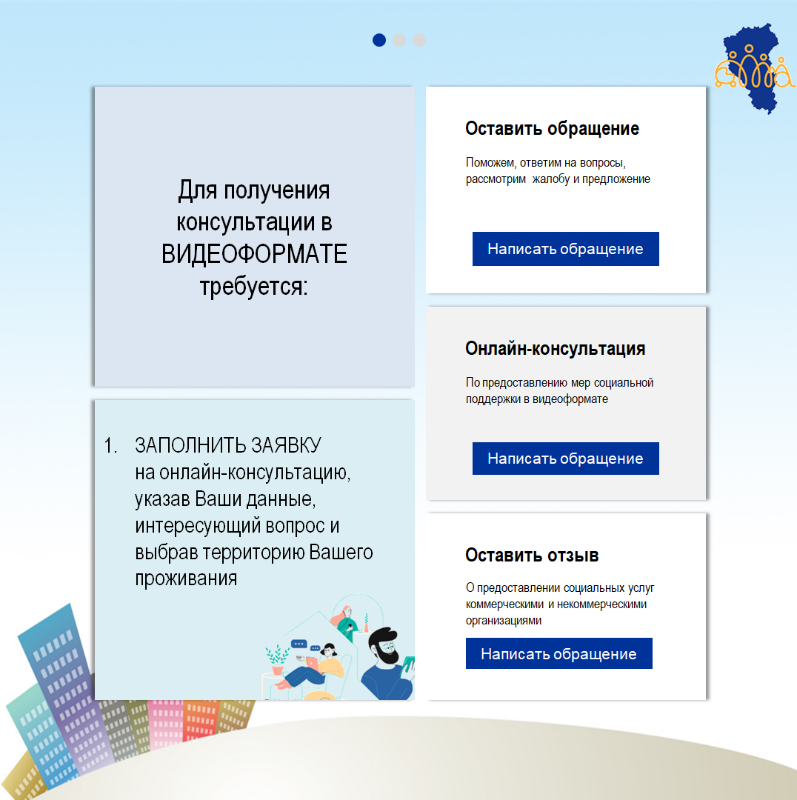 Для получения
консультации в
ВИДЕОФОРМАТЕ
требуется:
1. ЗАПОЛНИТЬ ЗАЯВКУ
на онлайн-консультацию,
указав Ваши данные,
интересующий вопрос и
выбрав территорию Вашего
проживания
Оставить обращение
Поможем, ответим на вопросы,
рассмотрим жалобу и предложение
Написать обращение
Онлайн-консультация
По предоставлению мер социальной
поддержки в видеоформате
Написать обращение
Оставить отзыв
О предоставлении социальных услуг
коммерческими и некоммерческими
организациями
Написать обращение